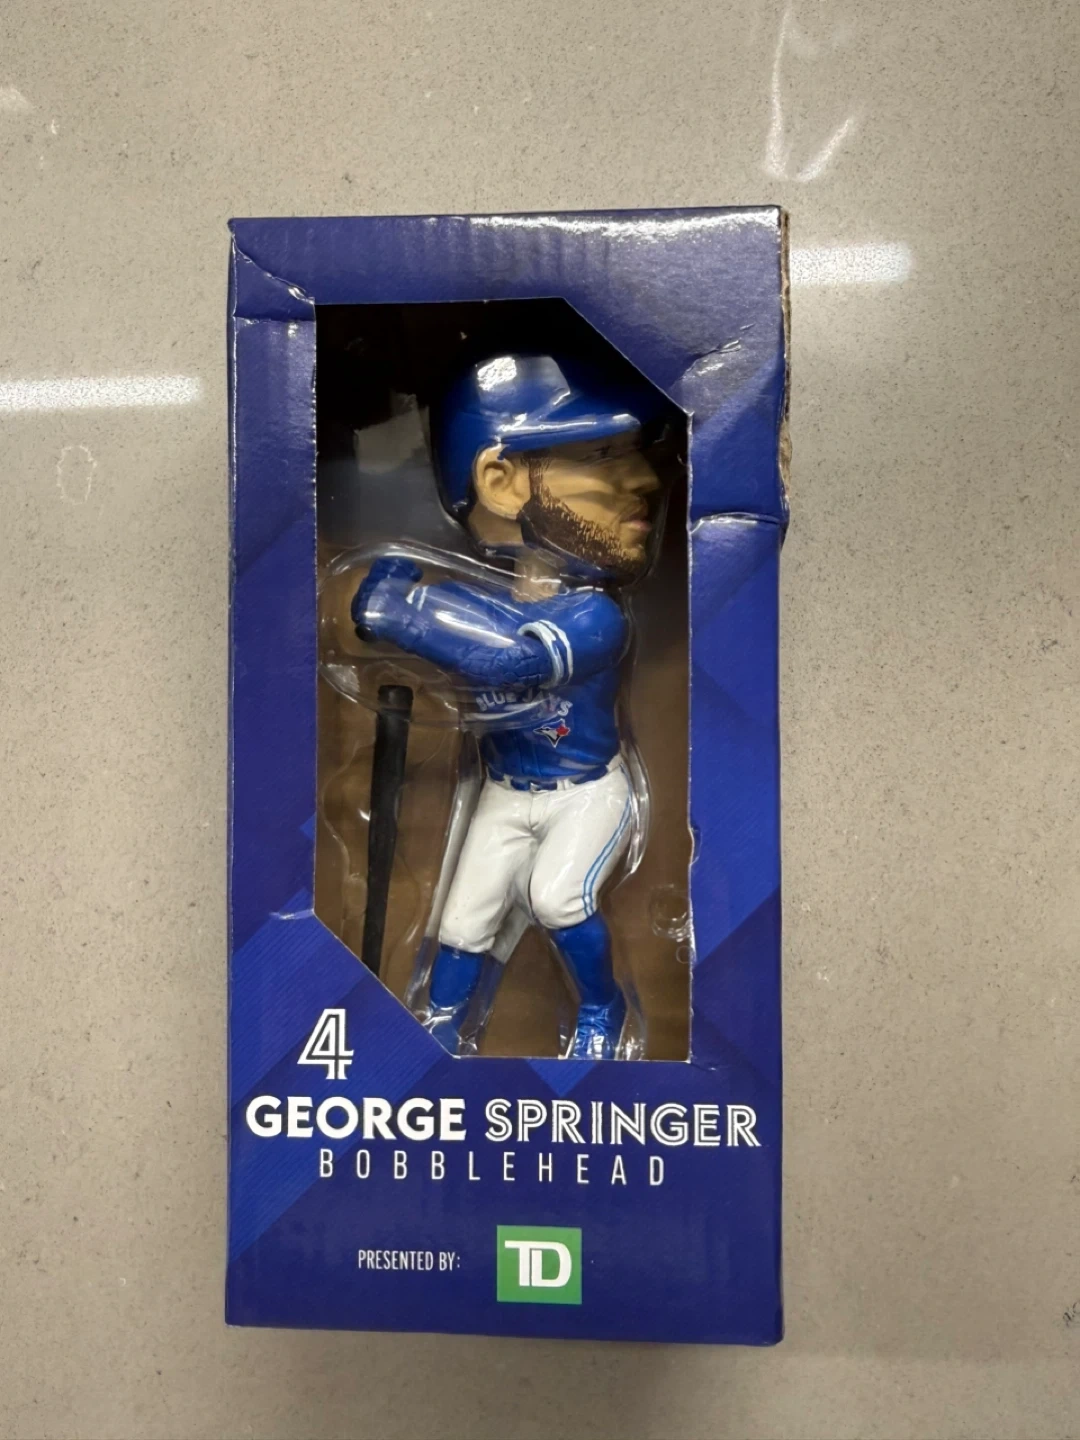 BLUE JAYS
4
GEORGE SPRINGER
BOBBLEHEAD
PRESENTED BY: TD